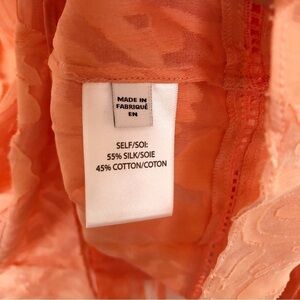 MADE IN
FABRIQUÉ
EN
SELF/SOI:
55% SILK/SOIE
45% COTTON/COTON